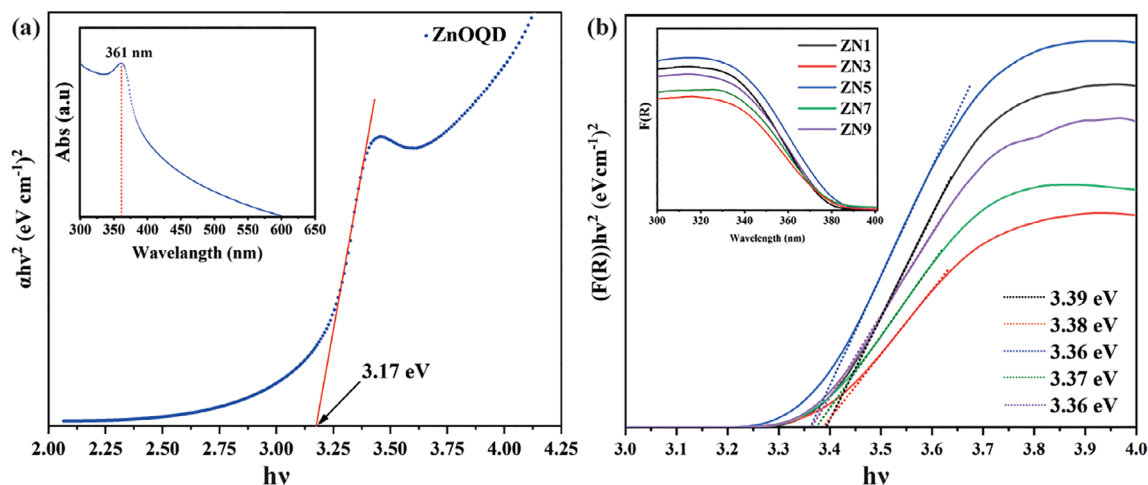 (a)
·ZnOQD
αhν² (eV cm⁻¹)²
3.17 eV
2.00 2.25 2.50 2.75 3.00 3.25 3.50 3.75 4.00 4.25
hν
361 nm
Abs (a.u)
300 350 400 450 500 550 600 650
Wavelength (nm)
(b)
(F(R))hν² (eVcm⁻¹)²
ZN1
ZN3
ZN5
ZN7
ZN9
F(R)
300 320 340 360 380 400
Wavelength (nm)
3.39 eV
3.38 eV
3.36 eV
3.37 eV
3.36 eV
3.0 3.1 3.2 3.3 3.4 3.5 3.6 3.7 3.8 3.9 4.0
hν